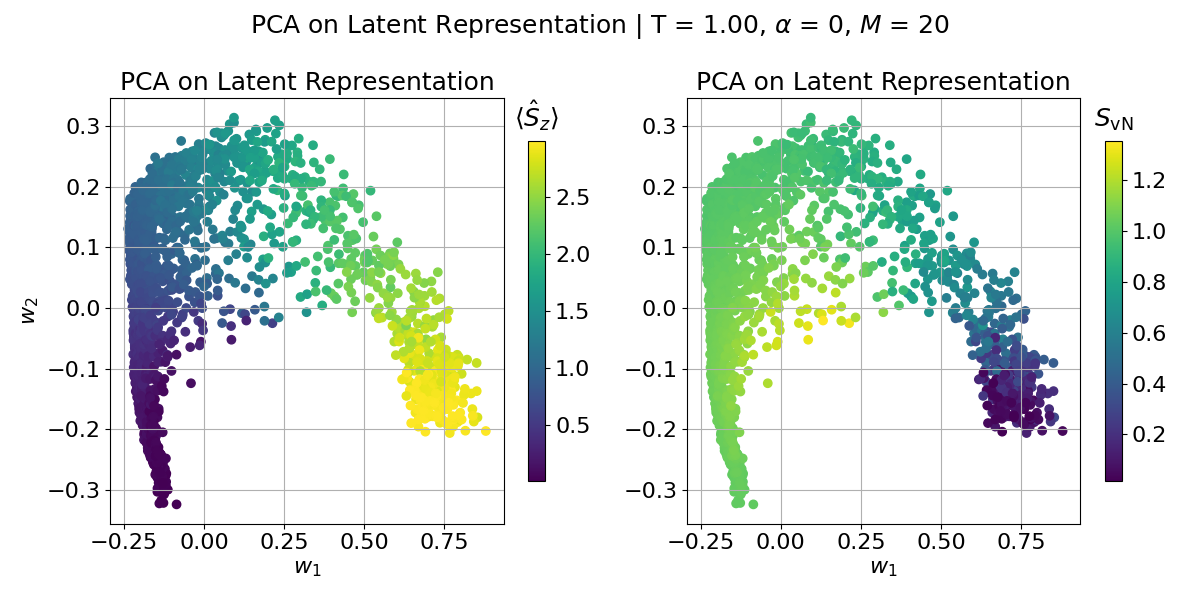 PCA on Latent Representation | T = 1.00, α = 0, M = 20
PCA on Latent Representation
⟨Ŝz⟩
0.3
0.2
0.1
0.0
−0.1
−0.2
−0.3
w2
−0.25 0.00 0.25 0.50 0.75
w1
2.5
2.0
1.5
1.0
0.5
PCA on Latent Representation
SvN
0.3
0.2
0.1
0.0
−0.1
−0.2
−0.3
−0.25 0.00 0.25 0.50 0.75
w1
1.2
1.0
0.8
0.6
0.4
0.2